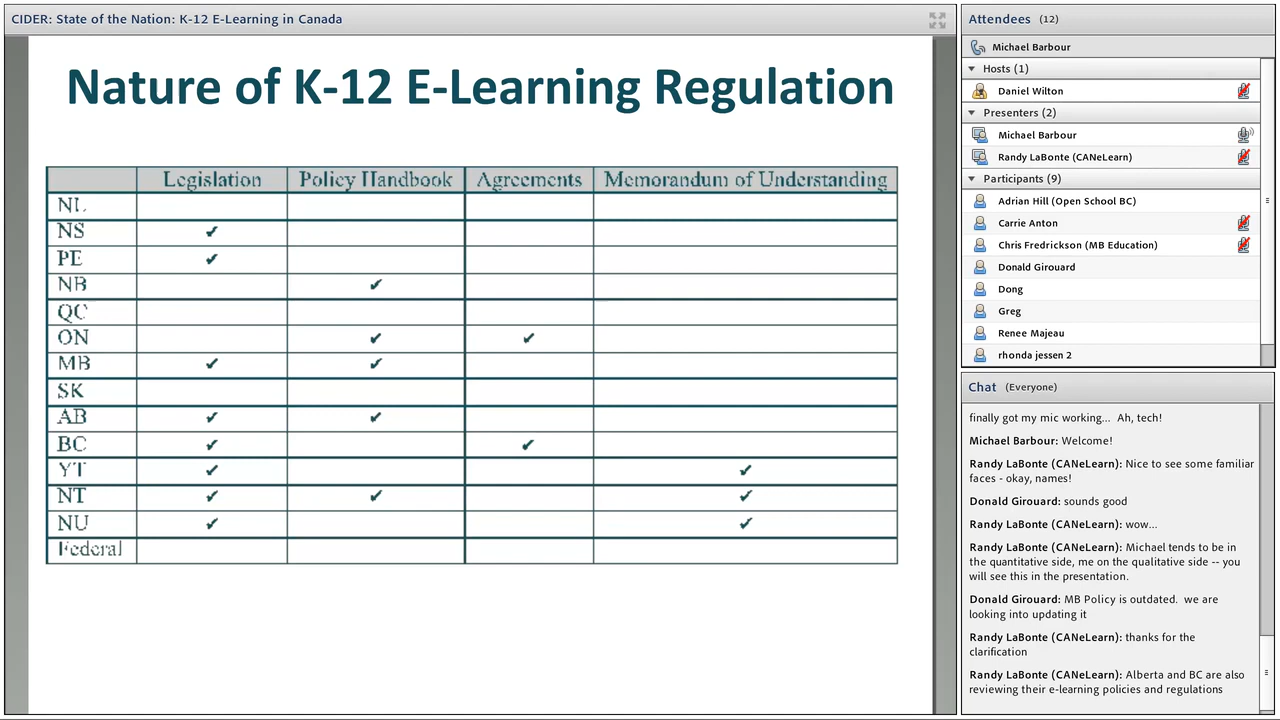 CIDER: State of the Nation: K-12 E-Learning in Canada
Nature of K-12 E-Learning Regulation
Legislation Policy Handbook Agreements Memorandum of Understanding
NL
NS ✔
PE ✔
NB ✔
QC
ON ✔ ✔
MB ✔ ✔
SK
AB ✔ ✔
BC ✔ ✔
YT ✔ ✔
NT ✔ ✔ ✔
NU ✔ ✔
Federal
Attendees (12)
Michael Barbour
Hosts (1)
Daniel Wilton
Presenters (2)
Michael Barbour
Randy LaBonte (CANeLearn)
Participants (9)
Adrian Hill (Open School BC)
Carrie Anton
Chris Fredrickson (MB Education)
Donald Girouard
Dong
Greg
Renee Majeau
rhonda jessen 2
Chat (Everyone)
finally got my mic working... Ah, tech!
Michael Barbour: Welcome!
Randy LaBonte (CANeLearn): Nice to see some familiar
faces - okay, names!
Donald Girouard: sounds good
Randy LaBonte (CANeLearn): wow...
Randy LaBonte (CANeLearn): Michael tends to be in
the quantitative side, me on the qualitative side -- you
will see this in the presentation.
Donald Girouard: MB Policy is outdated. we are
looking into updating it
Randy LaBonte (CANeLearn): thanks for the
clarification
Randy LaBonte (CANeLearn): Alberta and BC are also
reviewing their e-learning policies and regulations